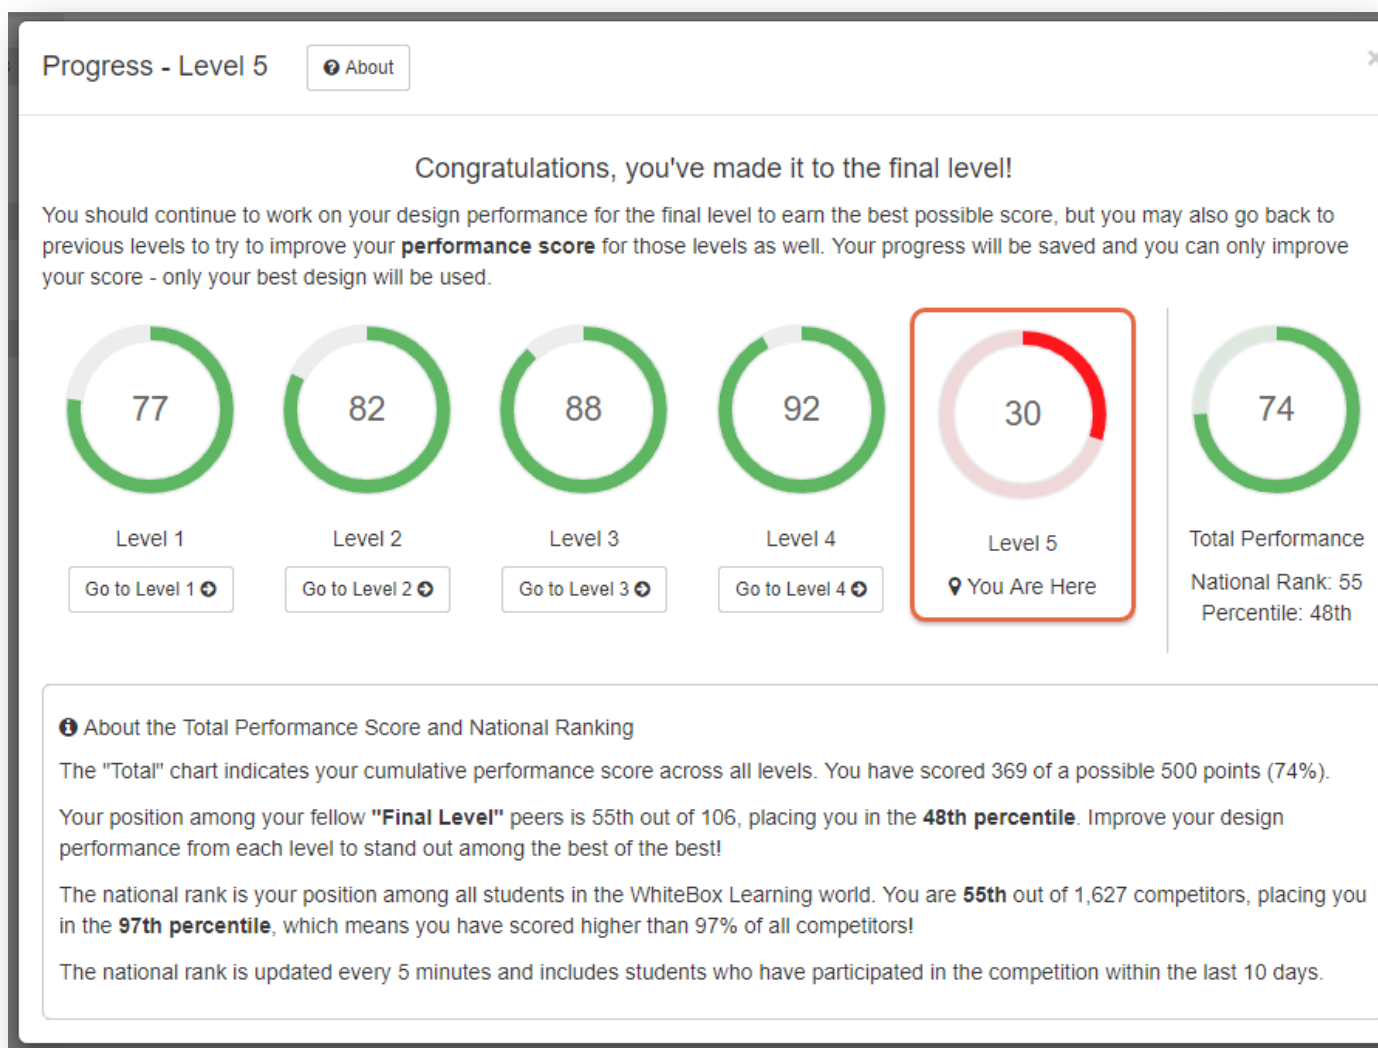 Progress - Level 5
About
×
Congratulations, you've made it to the final level!
You should continue to work on your design performance for the final level to earn the best possible score, but you may also go back to
previous levels to try to improve your performance score for those levels as well. Your progress will be saved and you can only improve
your score - only your best design will be used.
77
82
88
92
30
74
Level 1
Level 2
Level 3
Level 4
Level 5
Total Performance
Go to Level 1
Go to Level 2
Go to Level 3
Go to Level 4
You Are Here
National Rank: 55
Percentile: 48th
About the Total Performance Score and National Ranking
The "Total" chart indicates your cumulative performance score across all levels. You have scored 369 of a possible 500 points (74%).
Your position among your fellow "Final Level" peers is 55th out of 106, placing you in the 48th percentile. Improve your design
performance from each level to stand out among the best of the best!
The national rank is your position among all students in the WhiteBox Learning world. You are 55th out of 1,627 competitors, placing you
in the 97th percentile, which means you have scored higher than 97% of all competitors!
The national rank is updated every 5 minutes and includes students who have participated in the competition within the last 10 days.